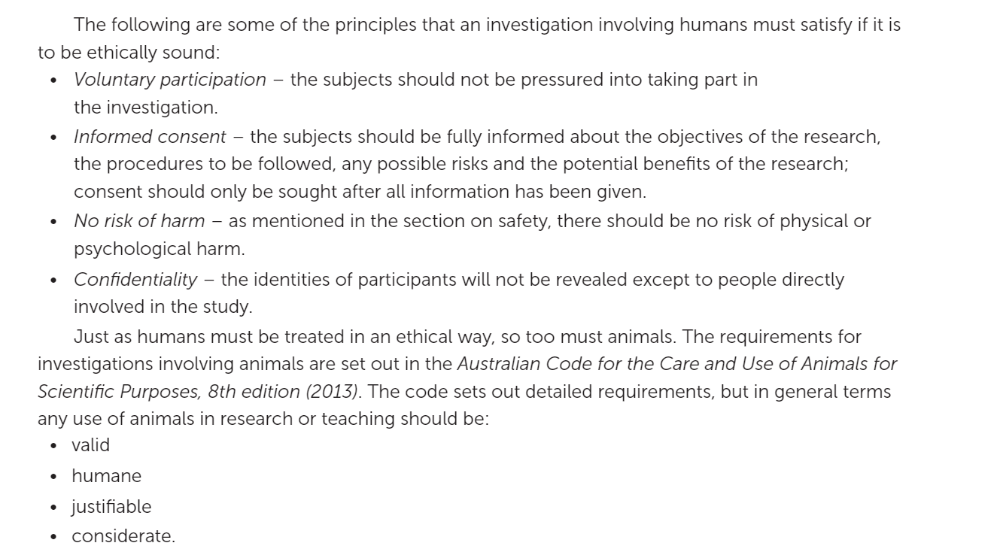 The following are some of the principles that an investigation involving humans must satisfy if it is
to be ethically sound:
• Voluntary participation – the subjects should not be pressured into taking part in
the investigation.
• Informed consent – the subjects should be fully informed about the objectives of the research,
the procedures to be followed, any possible risks and the potential benefits of the research;
consent should only be sought after all information has been given.
• No risk of harm – as mentioned in the section on safety, there should be no risk of physical or
psychological harm.
• Confidentiality – the identities of participants will not be revealed except to people directly
involved in the study.
Just as humans must be treated in an ethical way, so too must animals. The requirements for
investigations involving animals are set out in the Australian Code for the Care and Use of Animals for
Scientific Purposes, 8th edition (2013). The code sets out detailed requirements, but in general terms
any use of animals in research or teaching should be:
• valid
• humane
• justifiable
• considerate.